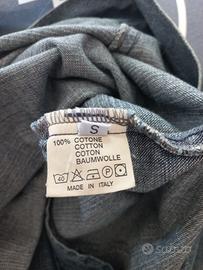 S
100% COTONE
COTTON
COTON
BAUMWOLLE
40 A P
MADE IN ITALY
subito